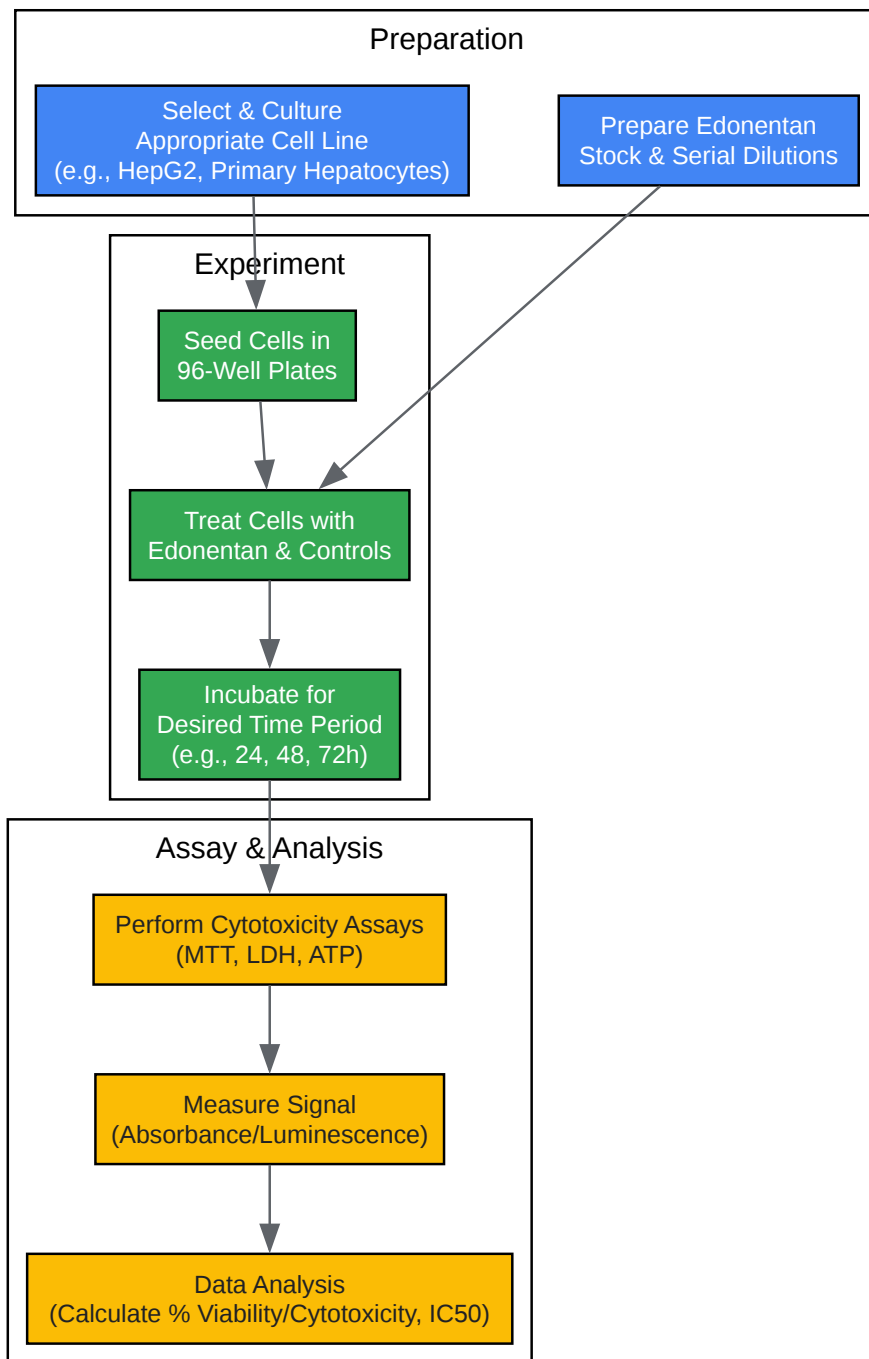 Preparation
Select & Culture
Appropriate Cell Line
(e.g., HepG2, Primary Hepatocytes)
Prepare Edonentan
Stock & Serial Dilutions
Experiment
Seed Cells in
96-Well Plates
Treat Cells with
Edonentan & Controls
Incubate for
Desired Time Period
(e.g., 24, 48, 72h)
Assay & Analysis
Perform Cytotoxicity Assays
(MTT, LDH, ATP)
Measure Signal
(Absorbance/Luminescence)
Data Analysis
(Calculate % Viability/Cytotoxicity, IC50)